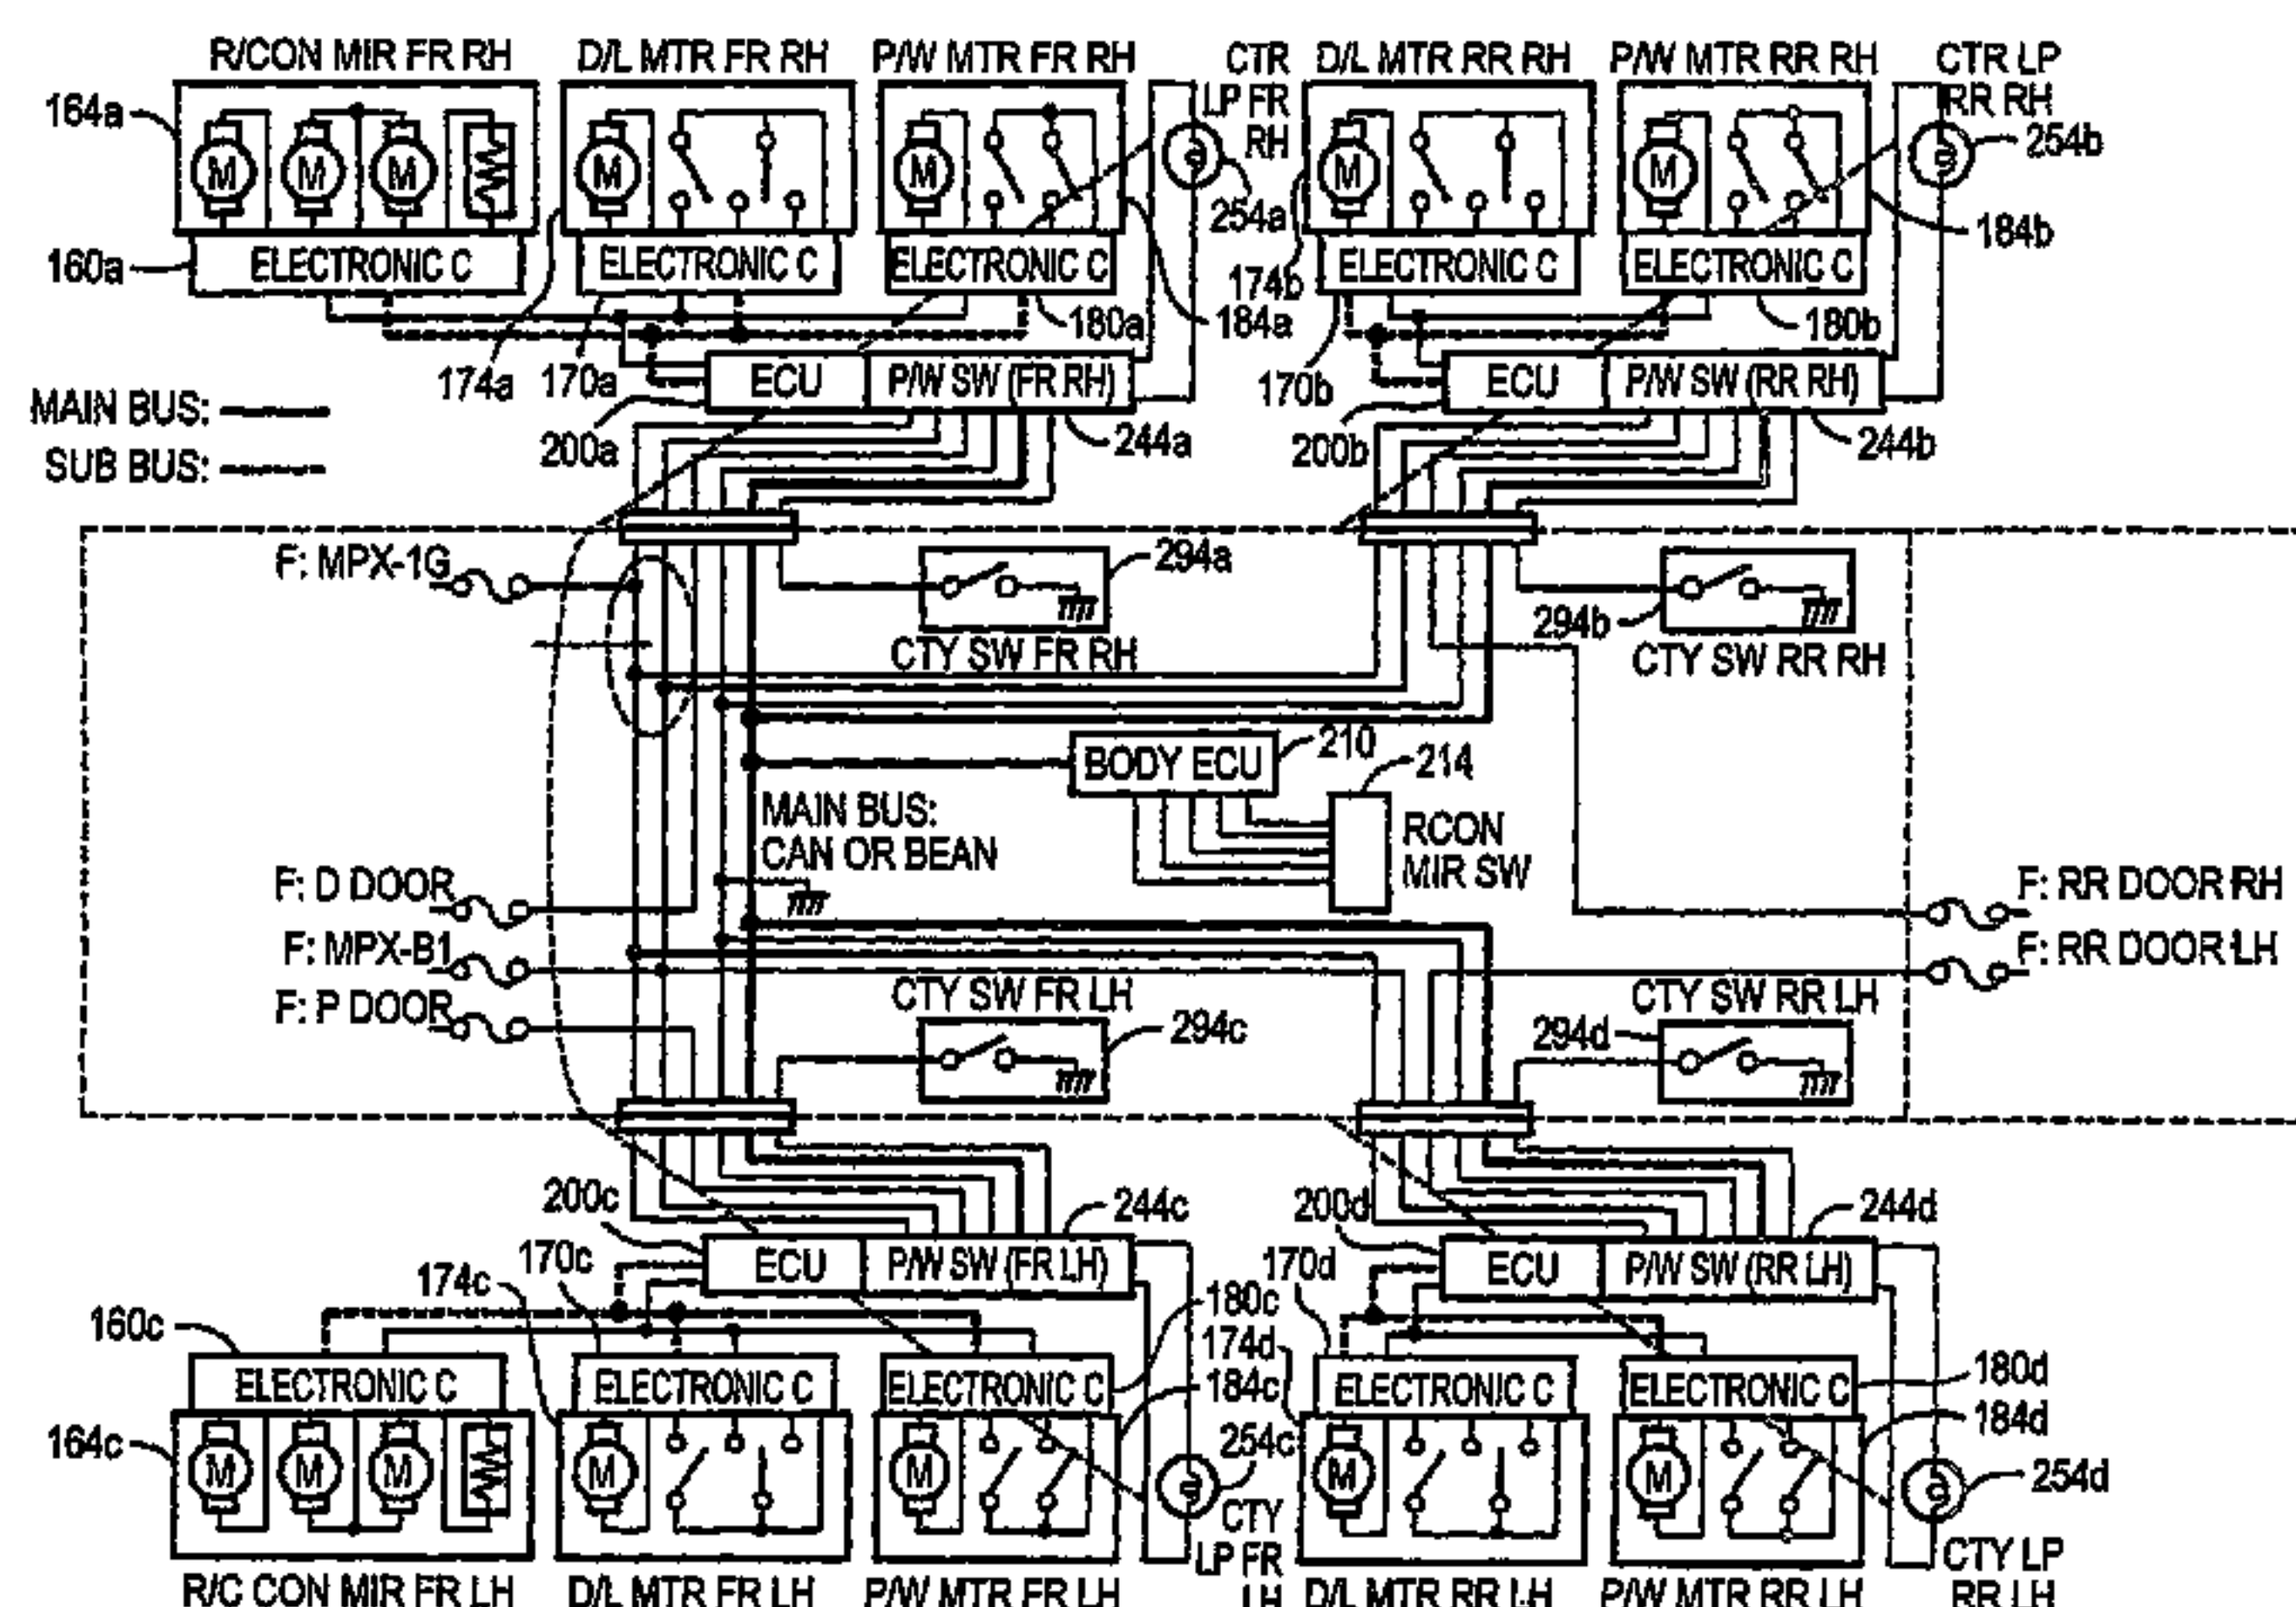 R/CON MIR FR RH
D/L MTR FR RH
P/W MTR FR RH
CTR
LP FR
RH
D/L MTR RR RH
P/W MTR RR RH
CTR LP
RR RH
164a
M
M
M
M
M
M
M
254a
254b
160a
ELECTRONIC C
ELECTRONIC C
ELECTRONIC C
174b
ELECTRONIC C
ELECTRONIC C
184b
174a
170a
180a
184a
170b
180b
ECU
P/W SW (FR RH)
ECU
P/W SW (RR RH)
MAIN BUS:
SUB BUS:
200a
244a
200b
244b
F: MPX-1G
294a
CTY SW FR RH
294b
CTY SW RR RH
BODY ECU
210
214
MAIN BUS:
CAN OR BEAN
RCON
MIR SW
F: D DOOR
F: MPX-B1
F: P DOOR
F: RR DOOR RH
F: RR DOOR LH
CTY SW FR LH
294c
CTY SW RR LH
294d
200c
244c
200d
244d
174c
170c
ECU
P/W SW (FR LH)
170d
ECU
P/W SW (RR LH)
160c
180c
174d
ELECTRONIC C
ELECTRONIC C
ELECTRONIC C
184c
ELECTRONIC C
ELECTRONIC C
180d
184d
164c
M
M
M
M
M
M
M
254c
254d
CTY
LP FR
LH
CTY LP
RR LH
R/C CON MIR FR LH
D/L MTR FR LH
P/W MTR FR LH
D/L MTR RR LH
P/W MTR RR LH